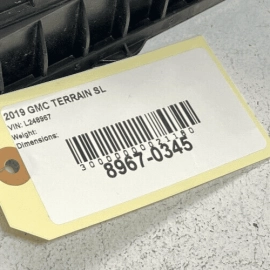 2019 GMC TERRAIN SL
VIN: L248967
Weight:
Dimensions:
8967-0345